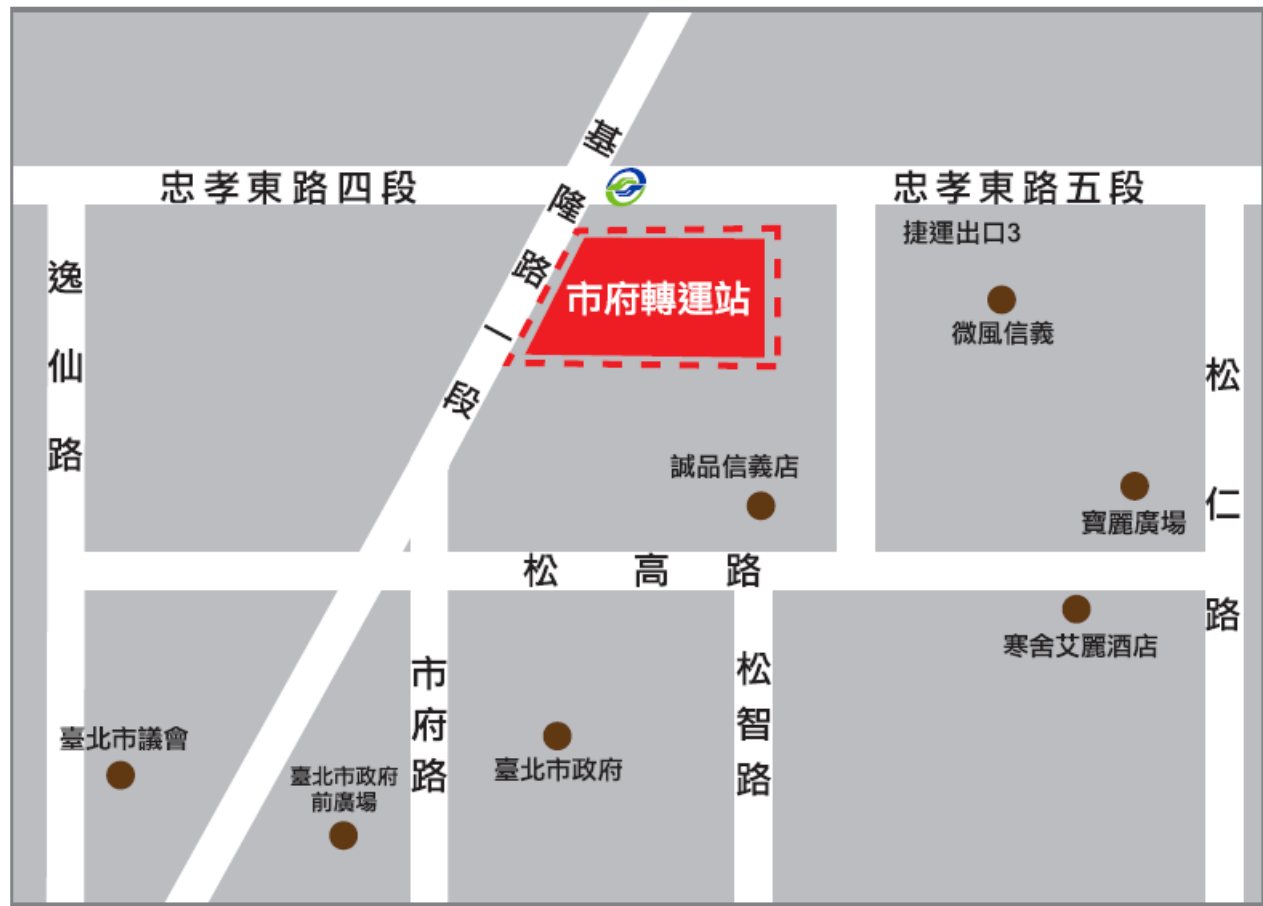 忠孝東路四段
基隆路一段
忠孝東路五段
捷運出口3
逸仙路
市府轉運站
微風信義
松仁路
誠品信義店
寶麗廣場
松高路
寒舍艾麗酒店
市府路
松智路
臺北市議會
臺北市政府
前廣場
臺北市政府